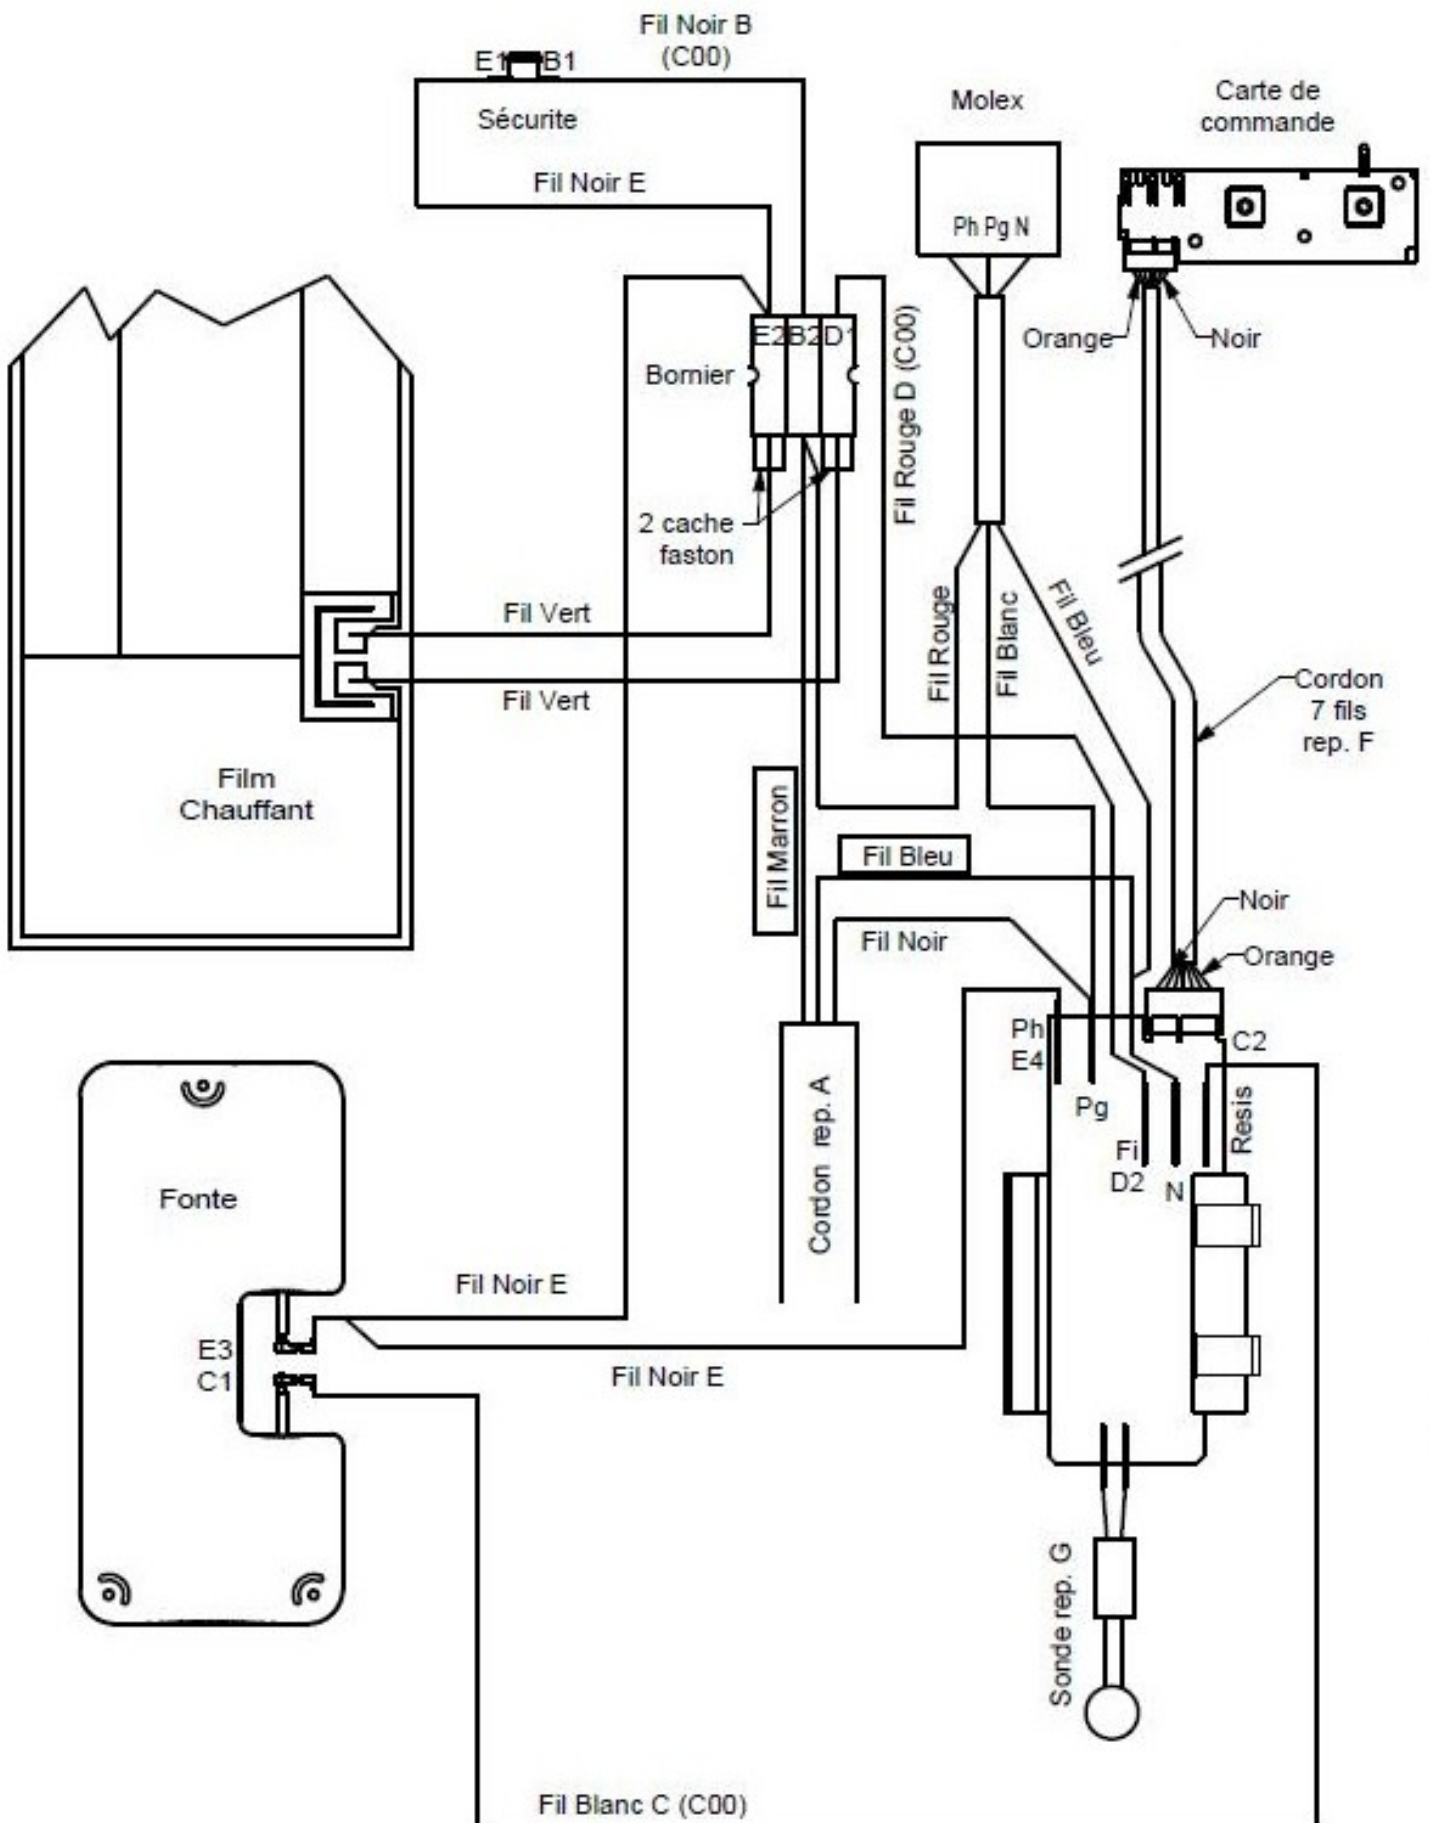 Fil Noir B
(C00)
E1
B1
Sécurite
Fil Noir E
Molex
Ph Pg N
Carte de
commande
Orange
Noir
E2
B2
D1
Bornier
Fil Rouge D (C00)
2 cache
faston
Fil Vert
Fil Vert
Fil Rouge
Fil Blanc
Fil Bleu
Cordon
7 fils
rep. F
Film
Chauffant
Fil Marron
Fil Bleu
Fil Noir
Noir
Orange
Ph
E4
C2
Pg
Resis
Fi
D2
N
Cordon rep. A
Fonte
Fil Noir E
E3
C1
Fil Noir E
Sonde rep. G
Fil Blanc C (C00)